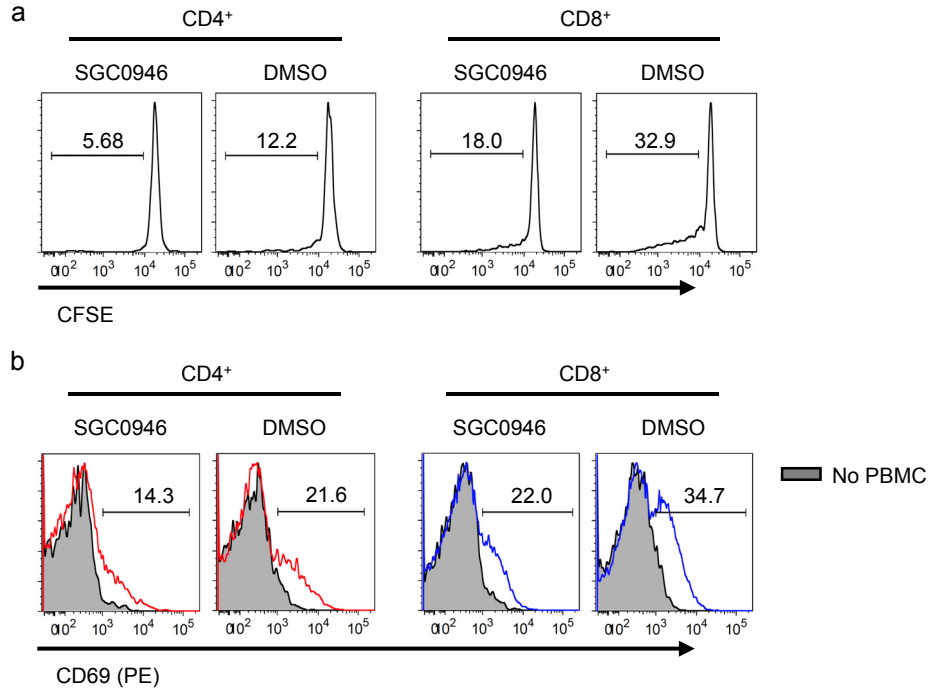 a
CD4⁺ CD8⁺
SGC0946 DMSO SGC0946 DMSO
5.68 12.2 18.0 32.9
0 10² 10³ 10⁴ 10⁵ 0 10² 10³ 10⁴ 10⁵ 0 10² 10³ 10⁴ 10⁵ 0 10² 10³ 10⁴ 10⁵
CFSE
b
CD4⁺ CD8⁺
SGC0946 DMSO SGC0946 DMSO
14.3 21.6 22.0 34.7 No PBMC
0 10² 10³ 10⁴ 10⁵ 0 10² 10³ 10⁴ 10⁵ 0 10² 10³ 10⁴ 10⁵ 0 10² 10³ 10⁴ 10⁵
CD69 (PE)